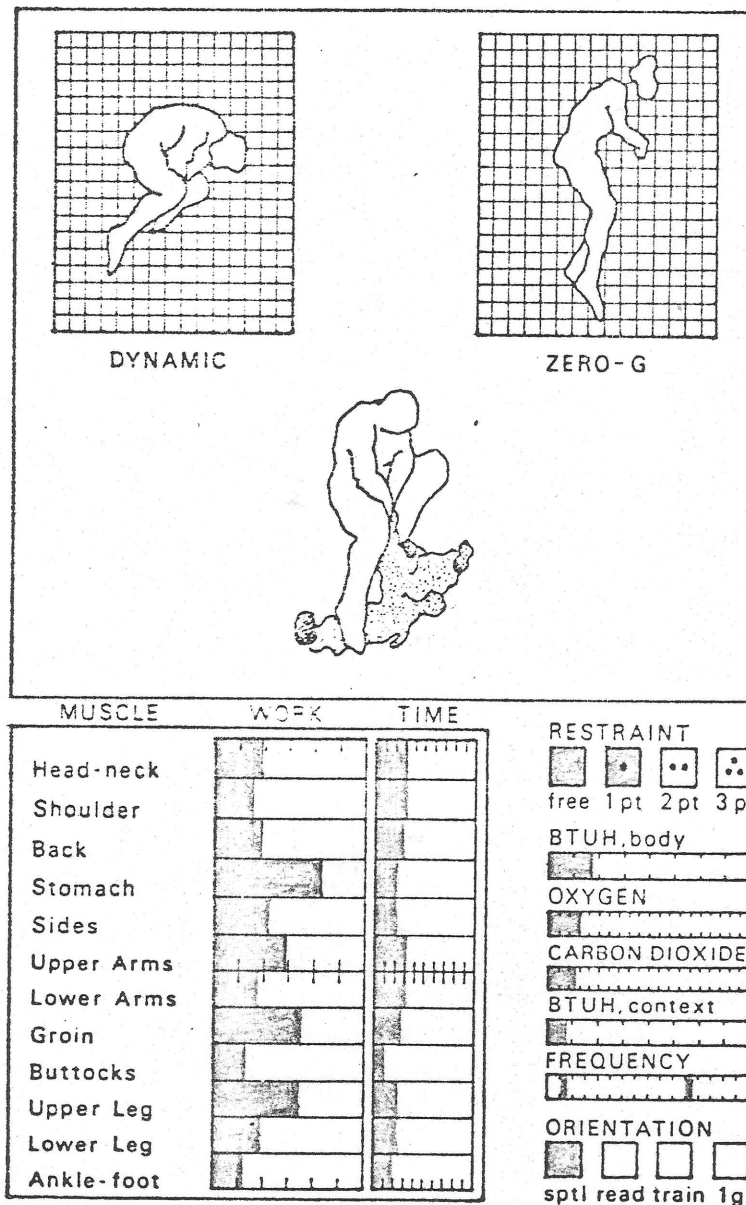 DYNAMIC
ZERO-G
MUSCLE WORK TIME
Head-neck
Shoulder
Back
Stomach
Sides
Upper Arms
Lower Arms
Groin
Buttocks
Upper Leg
Lower Leg
Ankle-foot
RESTRAINT
free 1pt 2pt 3p
BTUH, body
OXYGEN
CARBON DIOXIDE
BTUH, context
FREQUENCY
ORIENTATION
sptl read train 1g